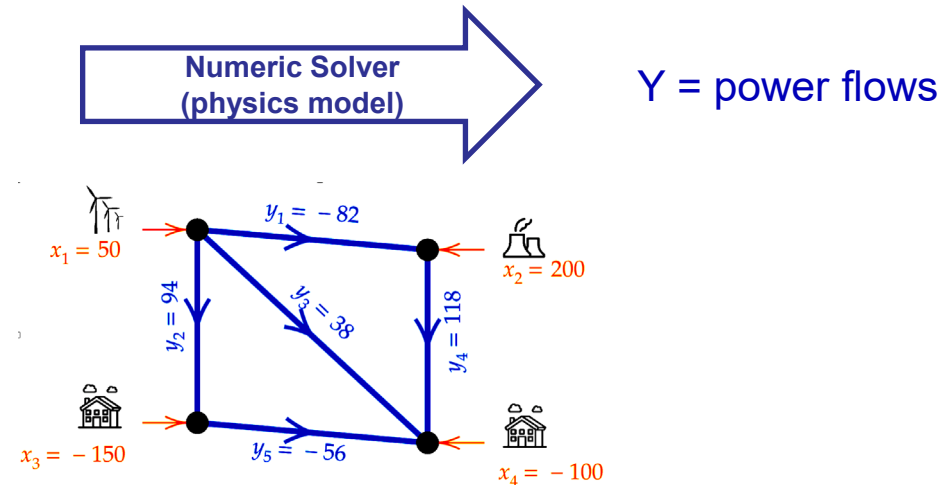 Numeric Solver
(physics model)
Y = power flows
y₁ = − 82
x₁ = 50
x₂ = 200
y₂ = 94
y₃ = 38
y₄ = 118
x₃ = − 150
y₅ = − 56
x₄ = − 100